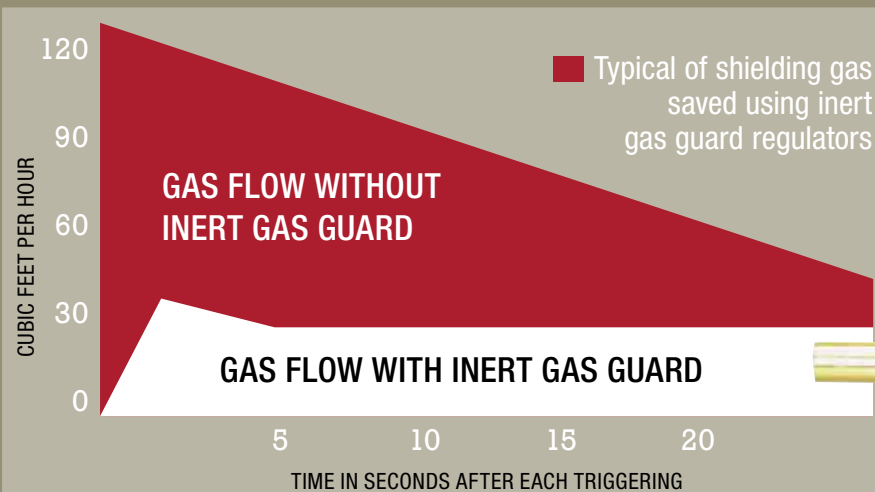 120
90
60
30
0
CUBIC FEET PER HOUR
Typical of shielding gas
saved using inert
gas guard regulators
GAS FLOW WITHOUT
INERT GAS GUARD
GAS FLOW WITH INERT GAS GUARD
5 10 15 20
TIME IN SECONDS AFTER EACH TRIGGERING